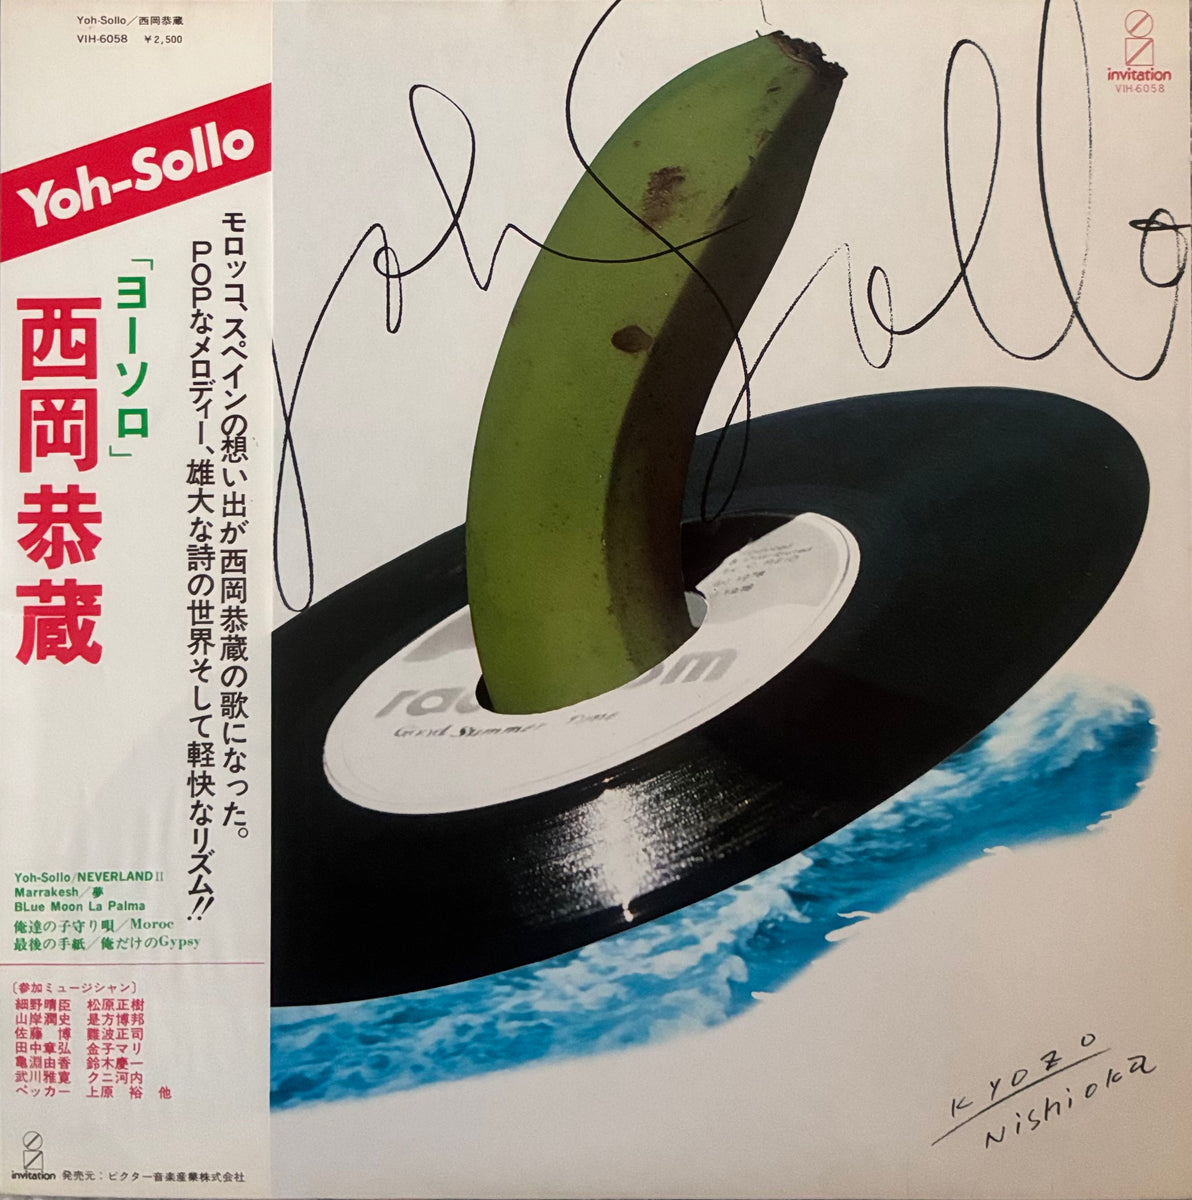 Yoh-Sollo／西岡恭蔵
VIH-6058 ￥2,500
Yoh-Sollo
モロッコ、スペインの想い出が西岡恭蔵の歌になった。
POPなメロディー、雄大な詩の世界そして軽快なリズム!!
「ヨーソロ」
西岡恭蔵
Yoh-Sollo/NEVERLAND II
Marrakesh／夢
BLue Moon La Palma
俺達の子守り唄／Moroc
最後の手紙／俺だけのGypsy
〔参加ミュージシャン〕
細野晴臣 松原正樹
山岸潤史 是方博邦
佐藤 博 難波正司
田中章弘 金子マリ
亀淵由香 鈴木慶一
武川雅寛 クニ河内
ペッカー 上原 裕 他
invitation 発売元：ビクター音楽産業株式会社
Yoh Sollo
invitation
VIH-6058
Good Summer Time
KYOZO
NiSHiOKa